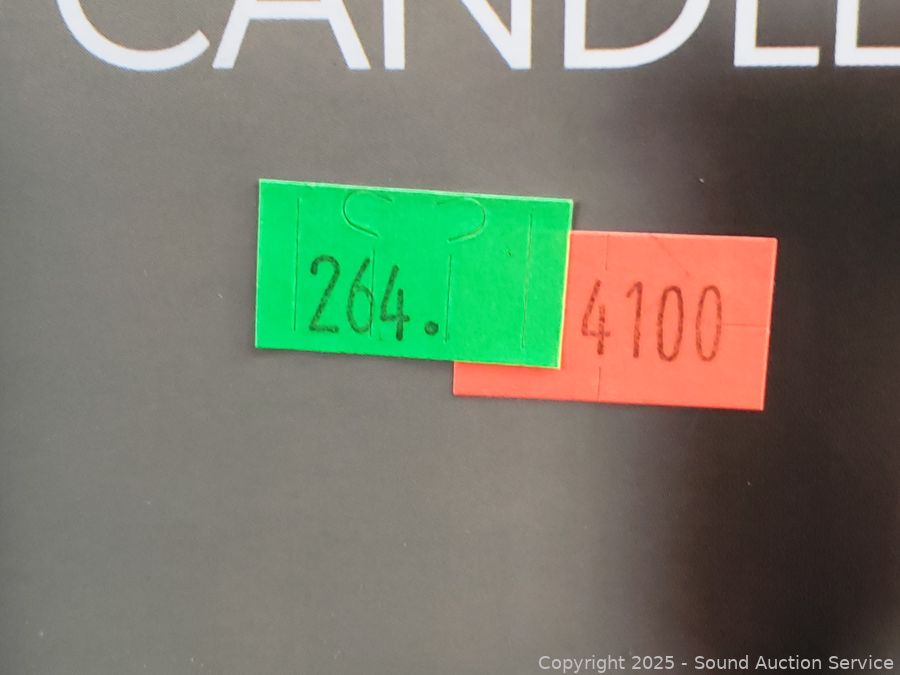 CANDLE
264.
4100
Copyright 2025 - Sound Auction Service